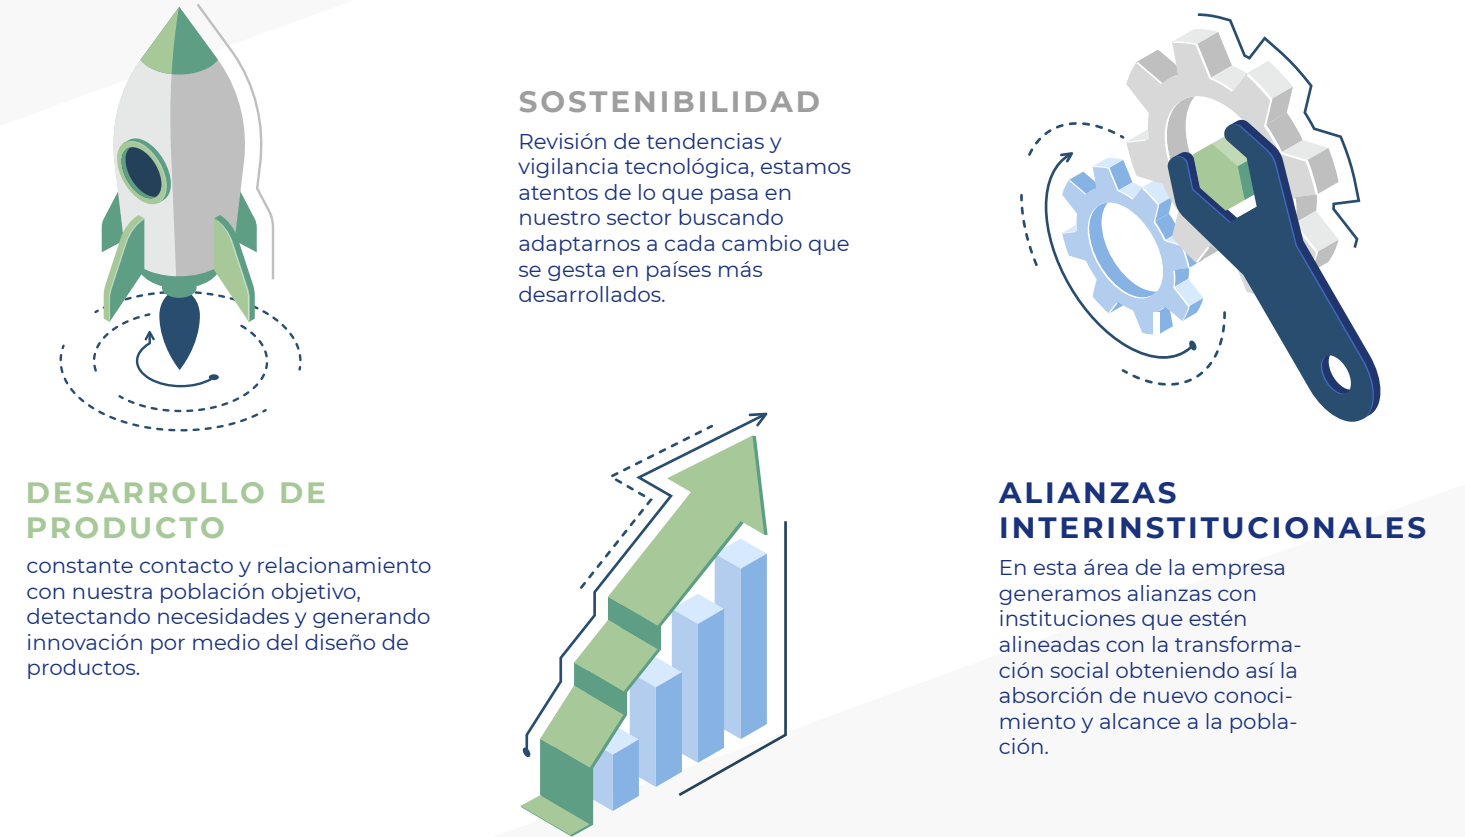 SOSTENIBILIDAD
Revisión de tendencias y
vigilancia tecnológica, estamos
atentos de lo que pasa en
nuestro sector buscando
adaptarnos a cada cambio que
se gesta en países más
desarrollados.
DESARROLLO DE
PRODUCTO
constante contacto y relacionamiento
con nuestra población objetivo,
detectando necesidades y generando
innovación por medio del diseño de
productos.
ALIANZAS
INTERINSTITUCIONALES
En esta área de la empresa
generamos alianzas con
instituciones que estén
alineadas con la transforma-
ción social obteniendo así la
absorción de nuevo conoci-
miento y alcance a la pobla-
ción.